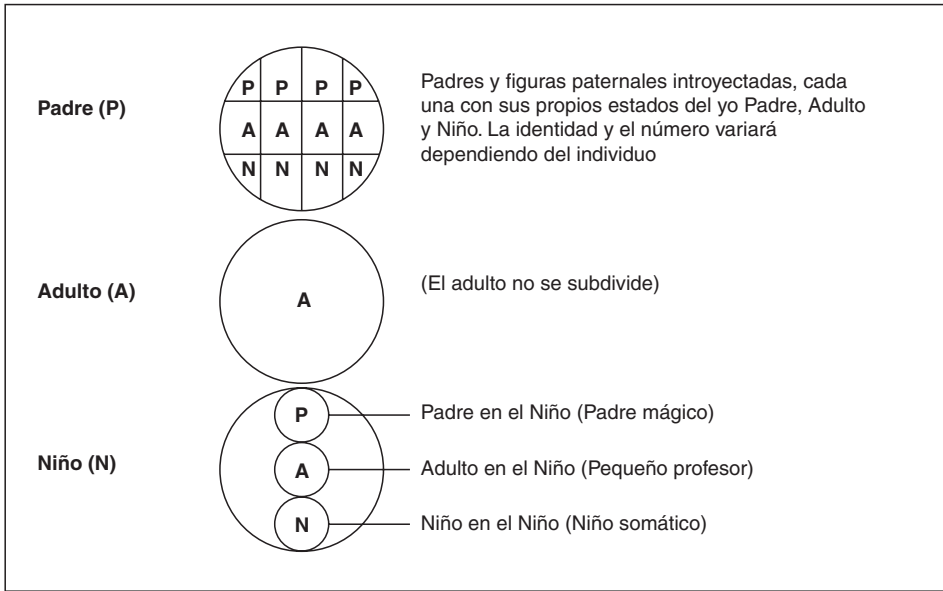 Padre (P)
P P P P
A A A A
N N N N
Padres y figuras paternales introyectadas, cada
una con sus propios estados del yo Padre, Adulto
y Niño. La identidad y el número variará
dependiendo del individuo
Adulto (A)
A
(El adulto no se subdivide)
Niño (N)
P
Padre en el Niño (Padre mágico)
A
Adulto en el Niño (Pequeño profesor)
N
Niño en el Niño (Niño somático)